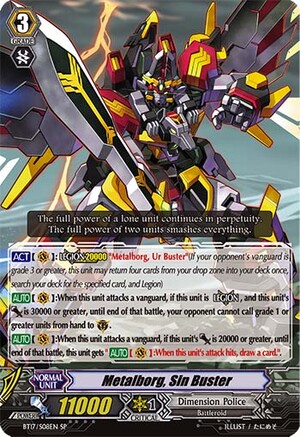 3
GRADE
The full power of a lone unit continues in perpetuity.
The full power of two units smashes everything.
ACT 1: LEGION 20000 "Metalborg, Ur Buster"(If your opponent's vanguard is
grade 3 or greater, this unit may return four cards from your drop zone into your deck once,
search your deck for the specified card, and Legion)
AUTO 1:When this unit attacks a vanguard, if this unit is LEGION, and this unit's
is 30000 or greater, until end of that battle, your opponent cannot call grade 1 or
greater units from hand to G.
AUTO 1:When this unit attacks a vanguard, if this unit's is 20000 or greater, until
end of that battle, this unit gets "AUTO 1:When this unit's attack hits, draw a card.".
NORMAL UNIT
Metalborg, Sin Buster
POWER 11000
1
CRITICAL
Dimension Police
Battleroid
BT17/S08EN SP
ILLUST / たにめそ